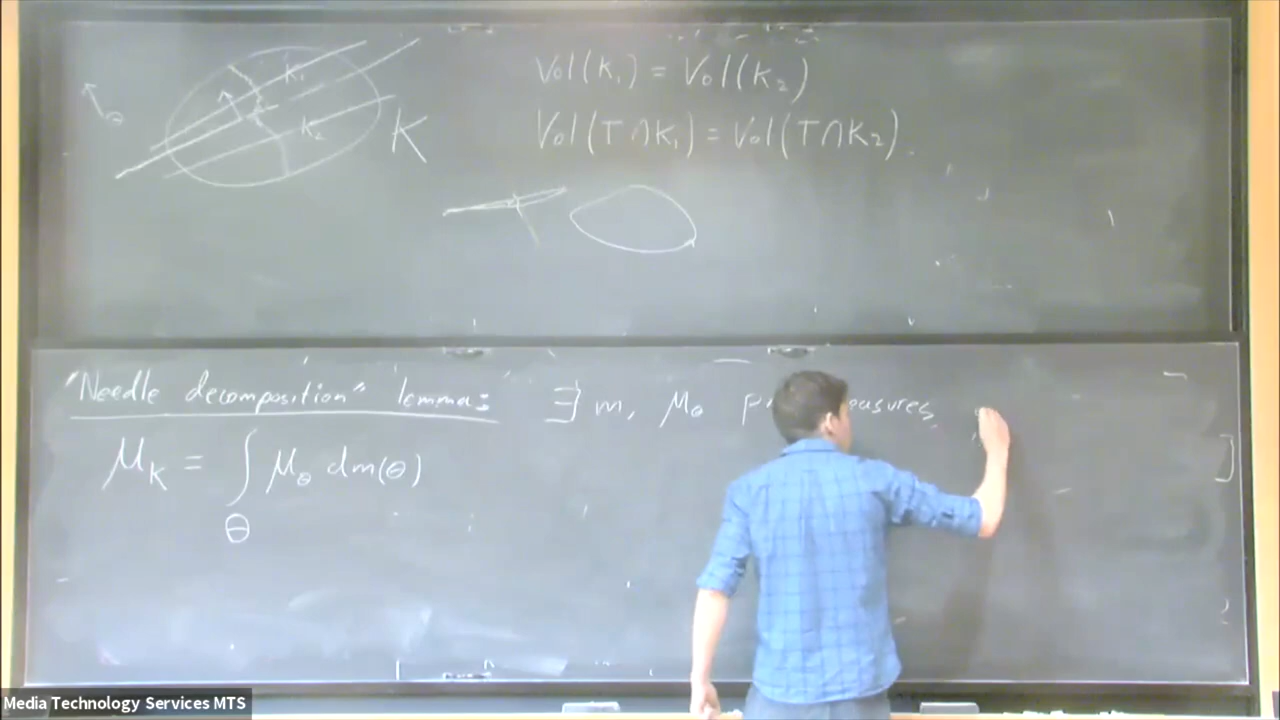 θ
K₁
K₂
K
Vol(K₁) = Vol(K₂)
Vol(T∩K₁) = Vol(T∩K₂).
"Needle decomposition" lemma: ∃ m, μ_θ p easures,
μ_K = ∫_Θ μ_θ dm(θ)
Media Technology Services MTS